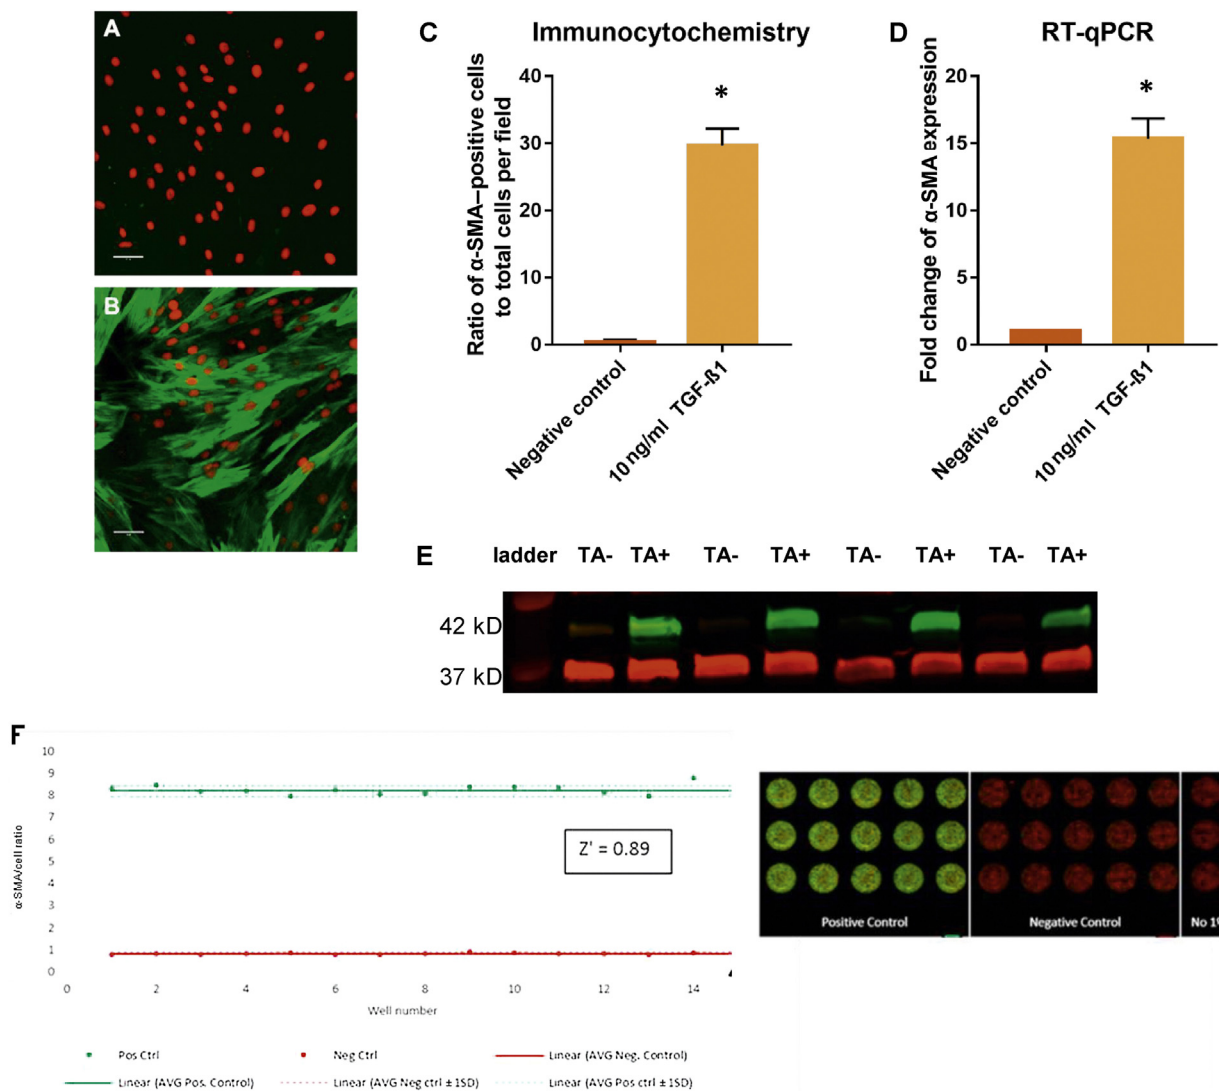 A
B
C
Immunocytochemistry
Ratio of α-SMA–positive cells
to total cells per field
40
30
20
10
0
Negative control
10 ng/ml TGF-ß1
*
D
RT-qPCR
Fold change of α-SMA expression
20
15
10
5
0
Negative control
10 ng/ml TGF-ß1
*
E
ladder TA- TA+ TA- TA+ TA- TA+ TA- TA+
42 kD
37 kD
F
α-SMA/cell ratio
10
9
8
7
6
5
4
3
2
1
0
Z' = 0.89
0 2 4 6 8 10 12 14
Well number
Pos Ctrl
Neg Ctrl
Linear (AVG Neg. Control)
Linear (AVG Pos. Control)
Linear (AVG Neg ctrl ± 1SD)
Linear (AVG Pos ctrl ± 1SD)
Positive Control
Negative Control
No 1%